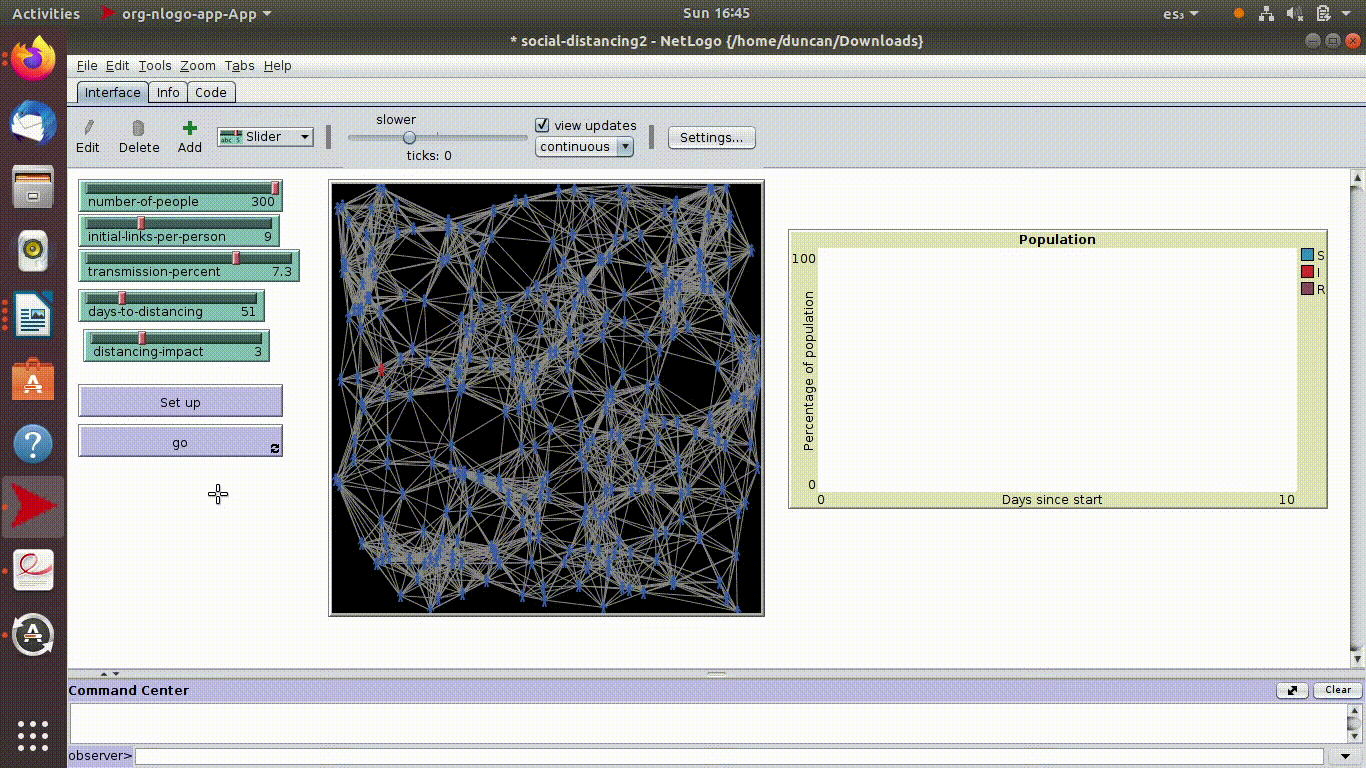 Activities org-nlogo-app-App Sun 16:45 es₃
* social-distancing2 - NetLogo {/home/duncan/Downloads}
File Edit Tools Zoom Tabs Help
Interface Info Code
slower
view updates
Edit Delete Add Slider
continuous
Settings...
ticks: 0
number-of-people 300
initial-links-per-person 9
transmission-percent 7.3
days-to-distancing 51
distancing-impact 3
Set up
go
Population
Percentage of population
100
0
0 Days since start 10
S
I
R
Command Center
Clear
observer>